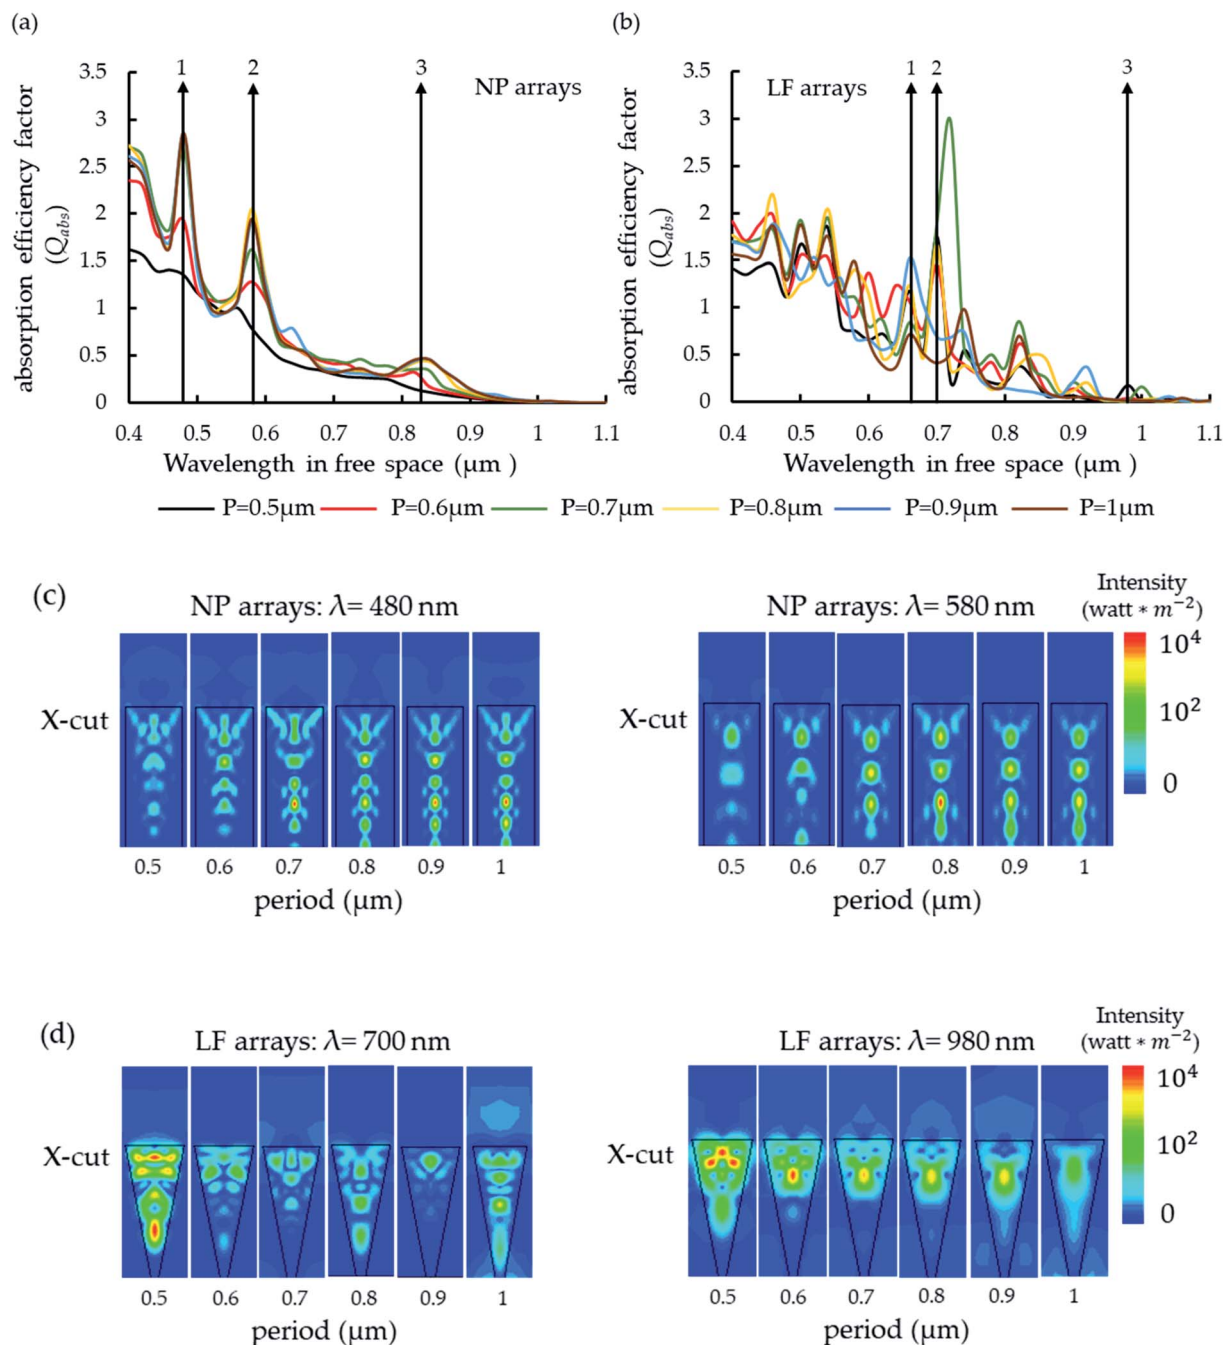 (a)
absorption efficiency factor
(Q_abs)
3.5
3
2.5
2
1.5
1
0.5
0
1
2
3
NP arrays
0.4
0.5
0.6
0.7
0.8
0.9
1
1.1
Wavelength in free space (μm )
(b)
absorption efficiency factor
(Q_abs)
3.5
3
2.5
2
1.5
1
0.5
0
1
2
3
LF arrays
0.4
0.5
0.6
0.7
0.8
0.9
1
1.1
Wavelength in free space (μm )
P=0.5μm
P=0.6μm
P=0.7μm
P=0.8μm
P=0.9μm
P=1μm
(c)
NP arrays: λ= 480 nm
X-cut
0.5
0.6
0.7
0.8
0.9
1
period (μm)
NP arrays: λ= 580 nm
X-cut
0.5
0.6
0.7
0.8
0.9
1
period (μm)
Intensity
(watt * m⁻²)
10⁴
10²
0
(d)
LF arrays: λ= 700 nm
X-cut
0.5
0.6
0.7
0.8
0.9
1
period (μm)
LF arrays: λ= 980 nm
X-cut
0.5
0.6
0.7
0.8
0.9
1
period (μm)
Intensity
(watt * m⁻²)
10⁴
10²
0